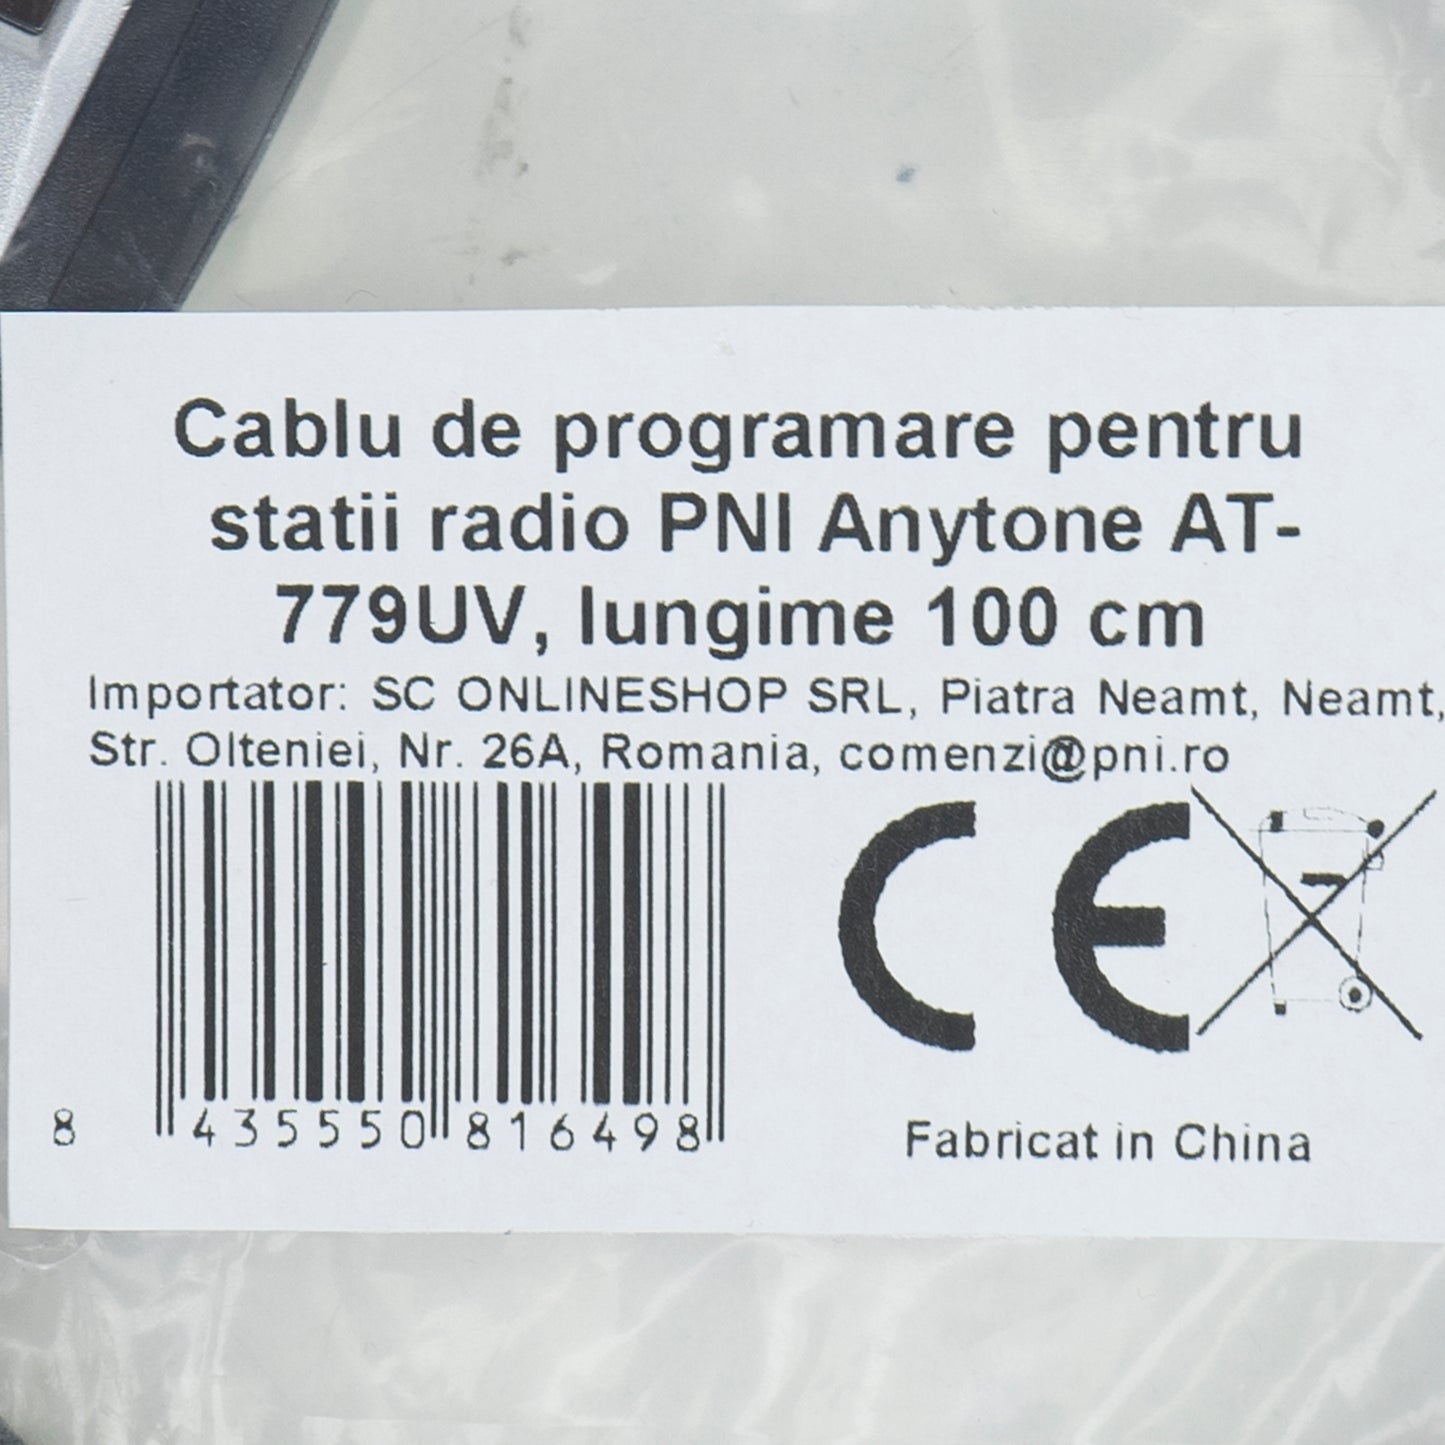 Cablu de programare pentru
statii radio PNI Anytone AT-
779UV, lungime 100 cm
Importator: SC ONLINESHOP SRL, Piatra Neamt, Neamt,
Str. Olteniei, Nr. 26A, Romania, comenzi@pni.ro
CE
8 435550 816498
Fabricat in China